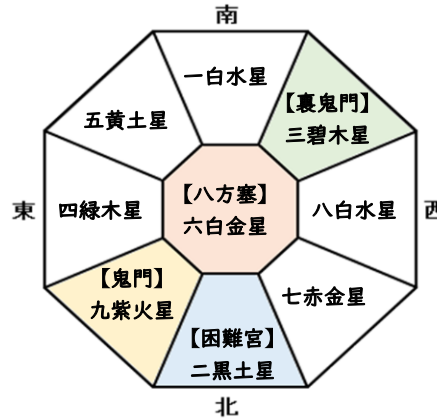 南
一白水星
五黄土星
【裏鬼門】
三碧木星
東
四緑木星
【八方塞】
六白金星
八白水星
西
【鬼門】
九紫火星
【困難宮】
二黒土星
七赤金星
北